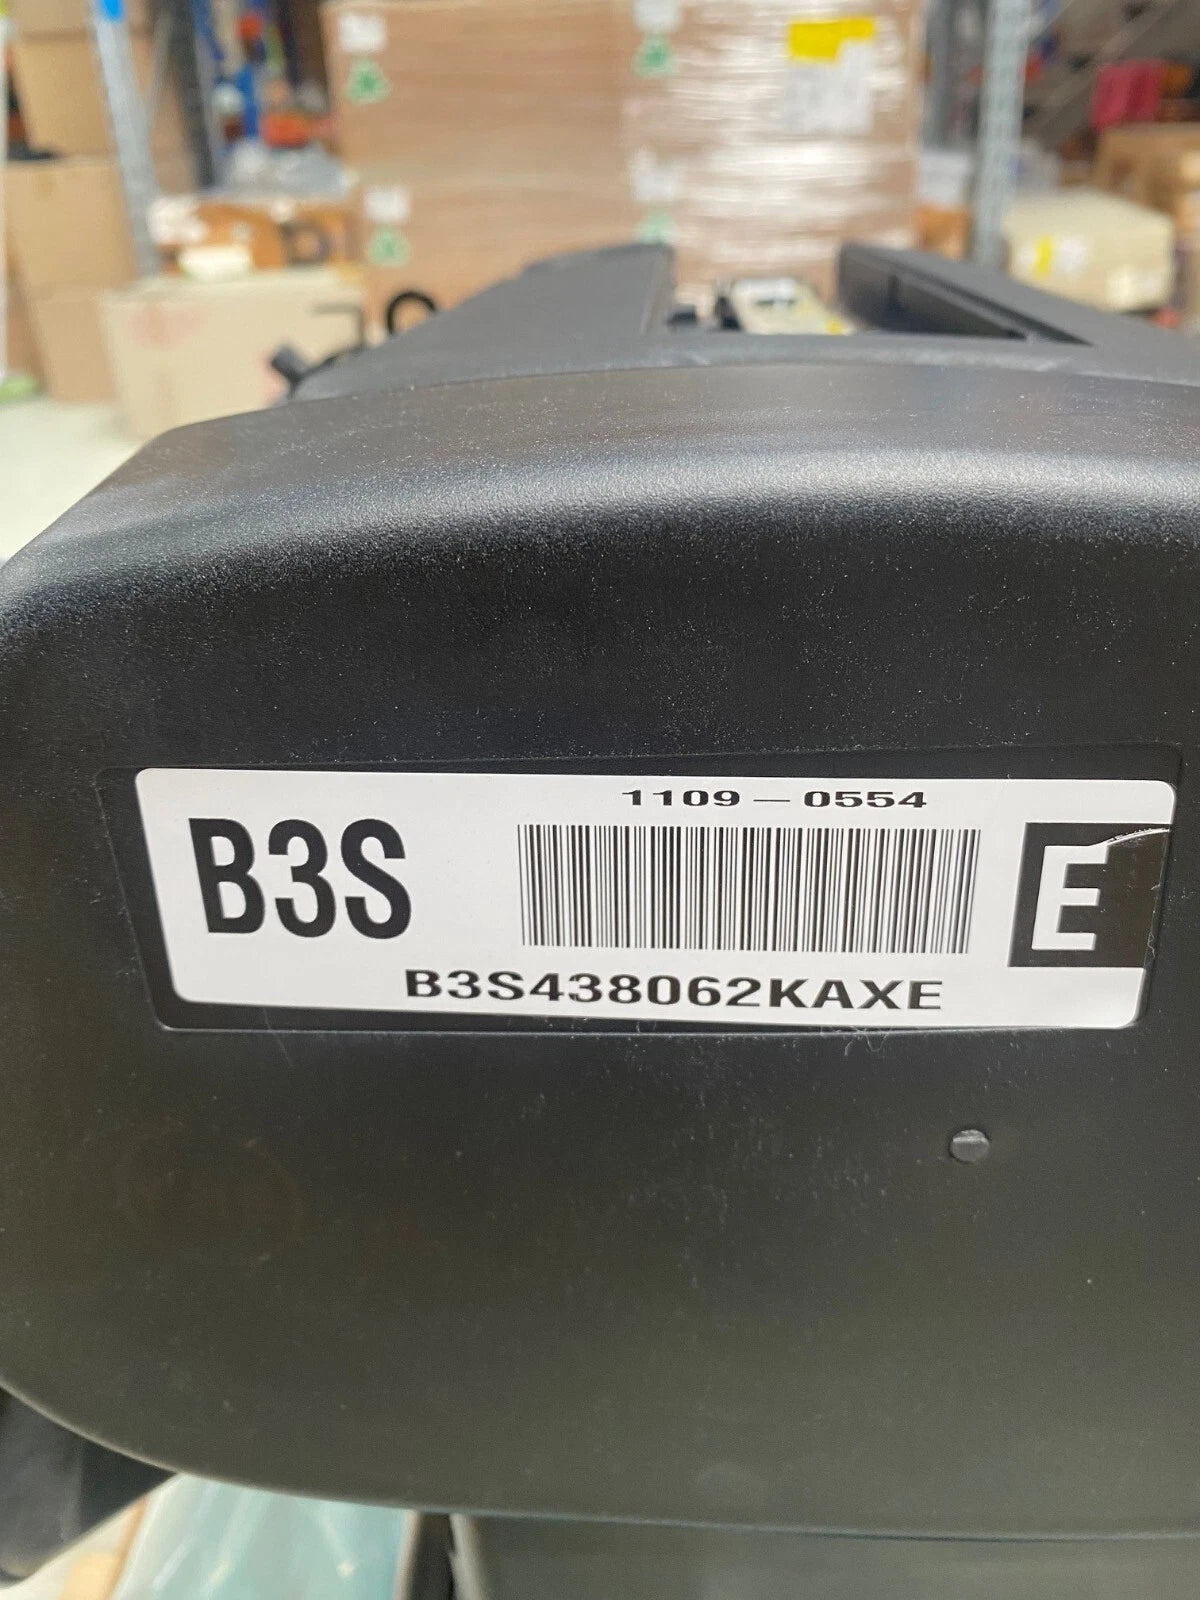 1109 – 0554
B3S
E
B3S438062KAXE